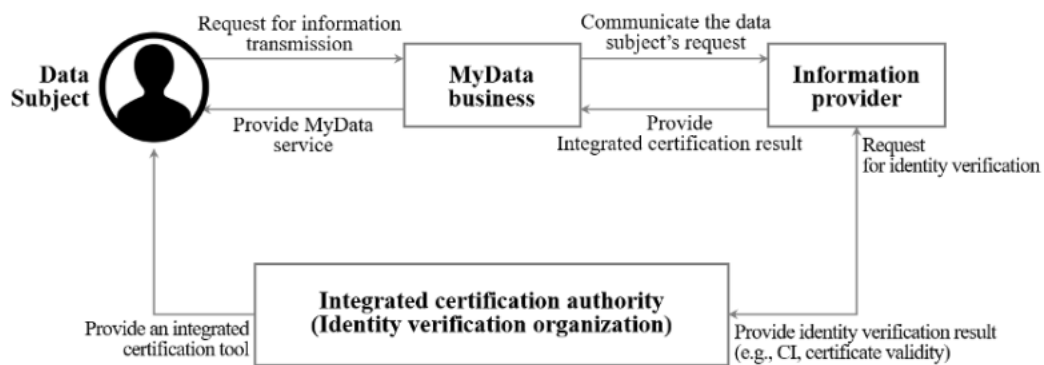 Request for information
transmission
Communicate the data
subject's request
Data
Subject
MyData
business
Information
provider
Provide MyData
service
Provide
Integrated certification result
Request
for identity verification
Integrated certification authority
(Identity verification organization)
Provide an integrated
certification tool
Provide identity verification result
(e.g., CI, certificate validity)